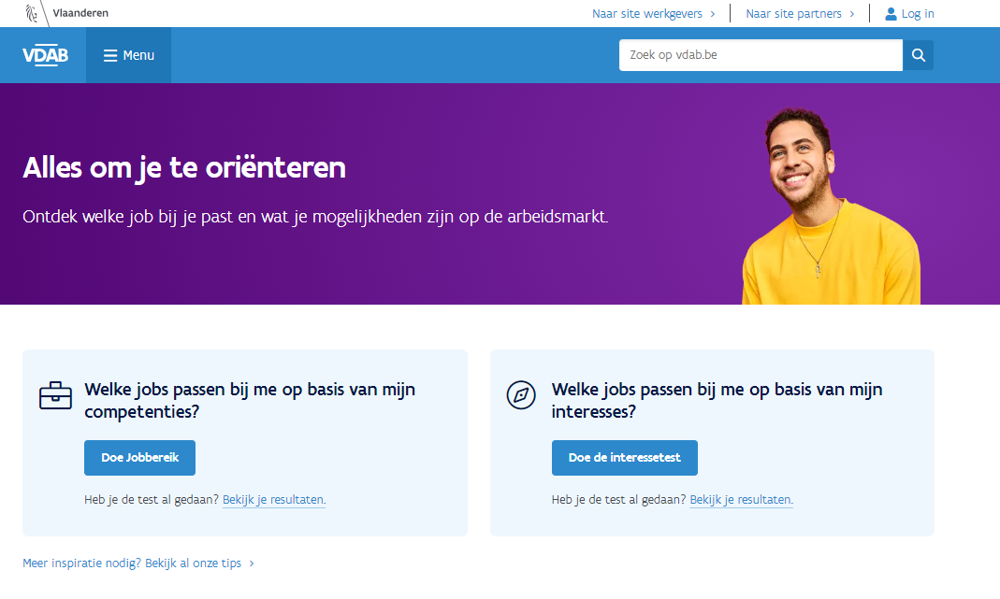 Vlaanderen
Naar site werkgevers
Naar site partners
Log in
VDAB
Menu
Zoek op vdab.be
Alles om je te oriënteren
Ontdek welke job bij je past en wat je mogelijkheden zijn op de arbeidsmarkt.
Welke jobs passen bij me op basis van mijn
competenties?
Doe Jobbereik
Heb je de test al gedaan? Bekijk je resultaten.
Welke jobs passen bij me op basis van mijn
interesses?
Doe de interessetest
Heb je de test al gedaan? Bekijk je resultaten.
Meer inspiratie nodig? Bekijk al onze tips